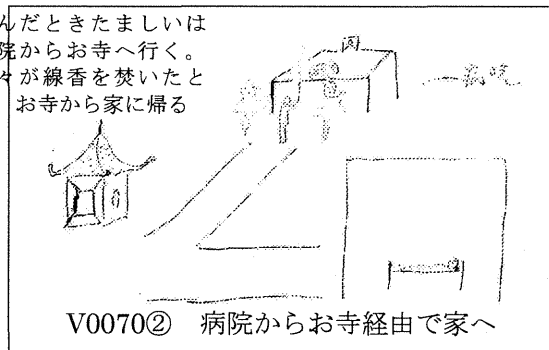 んだときたましいは
院からお寺へ行く。
々が線香を焚いたと
お寺から家に帰る
病院
V0070② 病院からお寺経由で家へ